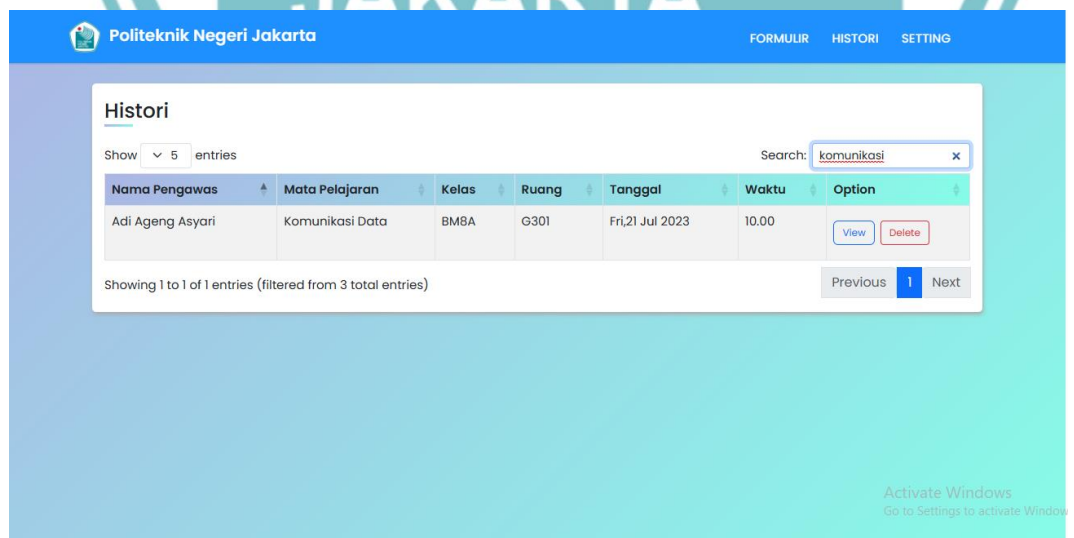 JAKARTA
Politeknik Negeri Jakarta FORMULIR HISTORI SETTING
Histori
Show 5 entries Search: komunikasi
Nama Pengawas Mata Pelajaran Kelas Ruang Tanggal Waktu Option
Adi Ageng Asyari Komunikasi Data BM8A G301 Fri,21 Jul 2023 10.00 View Delete
Showing 1 to 1 of 1 entries (filtered from 3 total entries) Previous 1 Next
Activate Windows
Go to Settings to activate Window